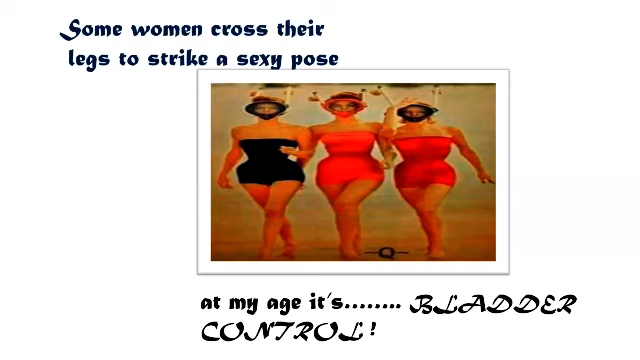 Some women cross their
legs to strike a sexy pose
Q
at my age it's........ BLADDER
CONTROL!